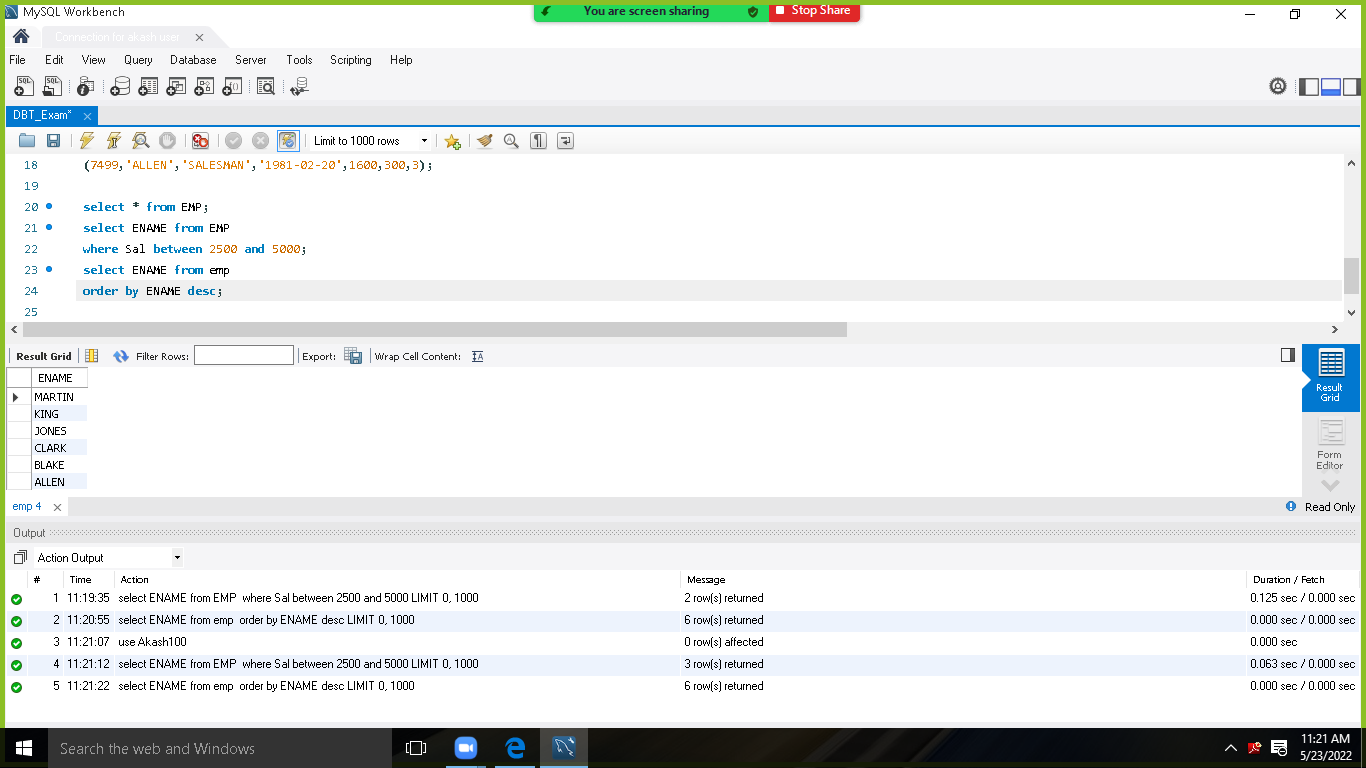 MySQL Workbench
You are screen sharing
Stop Share
Connection for akash user
File Edit View Query Database Server Tools Scripting Help
DBT_Exam*
Limit to 1000 rows
18 (7499,'ALLEN','SALESMAN','1981-02-20',1600,300,3);
19
20 select * from EMP;
21 select ENAME from EMP
22 where Sal between 2500 and 5000;
23 select ENAME from emp
24 order by ENAME desc;
25
Result Grid Filter Rows: Export: Wrap Cell Content:
ENAME
MARTIN
KING
JONES
CLARK
BLAKE
ALLEN
Result
Grid
Form
Editor
emp 4
Read Only
Output
Action Output
# Time Action Message Duration / Fetch
1 11:19:35 select ENAME from EMP where Sal between 2500 and 5000 LIMIT 0, 1000 2 row(s) returned 0.125 sec / 0.000 sec
2 11:20:55 select ENAME from emp order by ENAME desc LIMIT 0, 1000 6 row(s) returned 0.000 sec / 0.000 sec
3 11:21:07 use Akash100 0 row(s) affected 0.000 sec
4 11:21:12 select ENAME from EMP where Sal between 2500 and 5000 LIMIT 0, 1000 3 row(s) returned 0.063 sec / 0.000 sec
5 11:21:22 select ENAME from emp order by ENAME desc LIMIT 0, 1000 6 row(s) returned 0.000 sec / 0.000 sec
Search the web and Windows
11:21 AM
5/23/2022